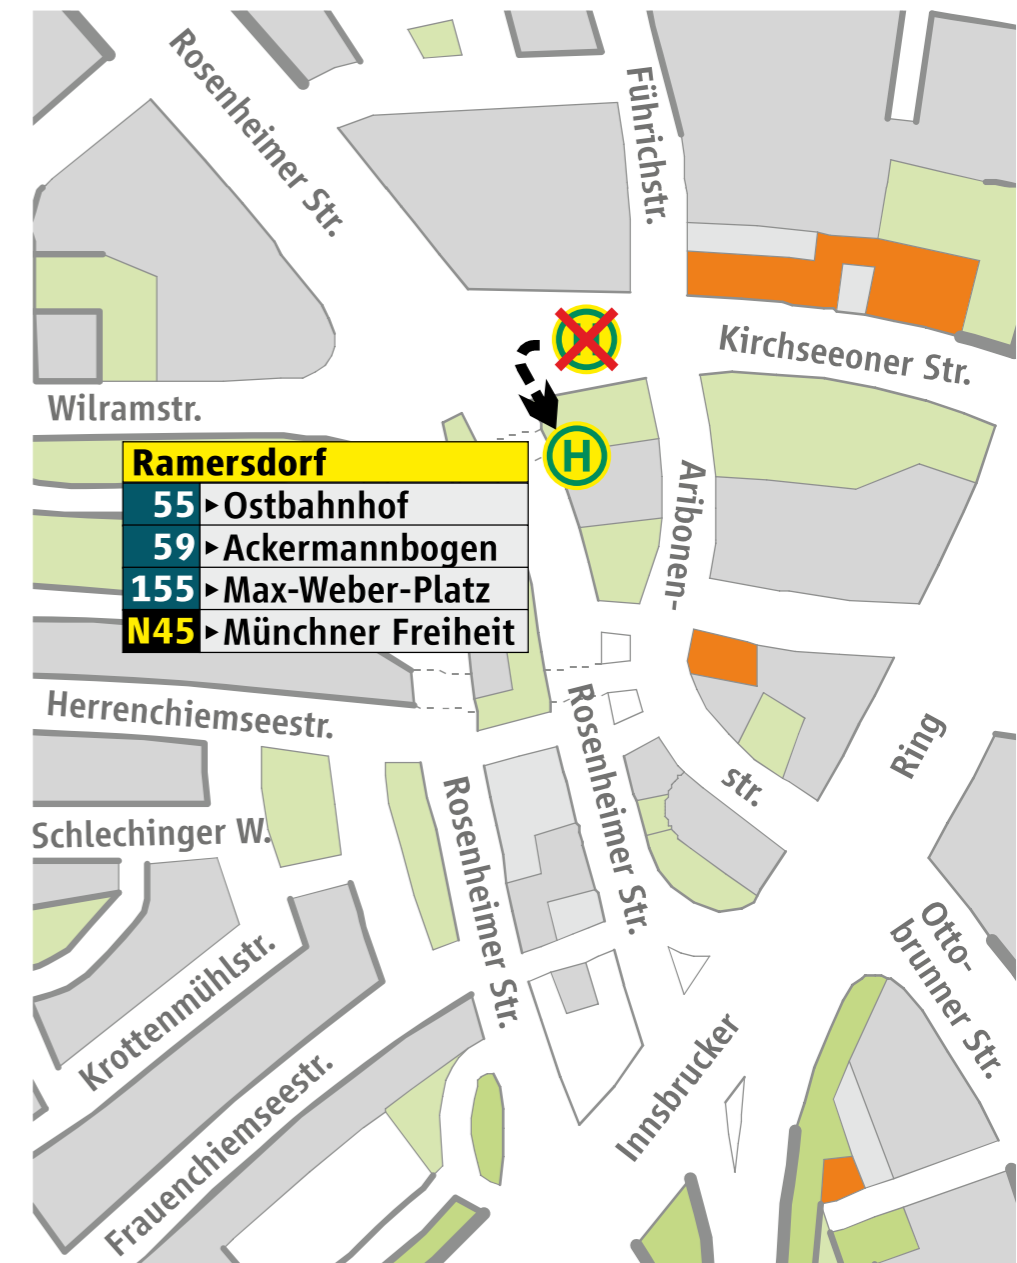 Rosenheimer Str.
Führichstr.
Kirchseeoner Str.
Wilramstr.
H
Ramersdorf
55 ▸ Ostbahnhof
59 ▸ Ackermannbogen
155 ▸ Max-Weber-Platz
N45 ▸ Münchner Freiheit
Aribonen-
str.
Herrenchiemseestr.
Rosenheimer Str.
Ring
Schlechinger W.
Rosenheimer Str.
Otto-
brunner Str.
Krottenmühlstr.
Innsbrucker
Frauenchiemseestr.